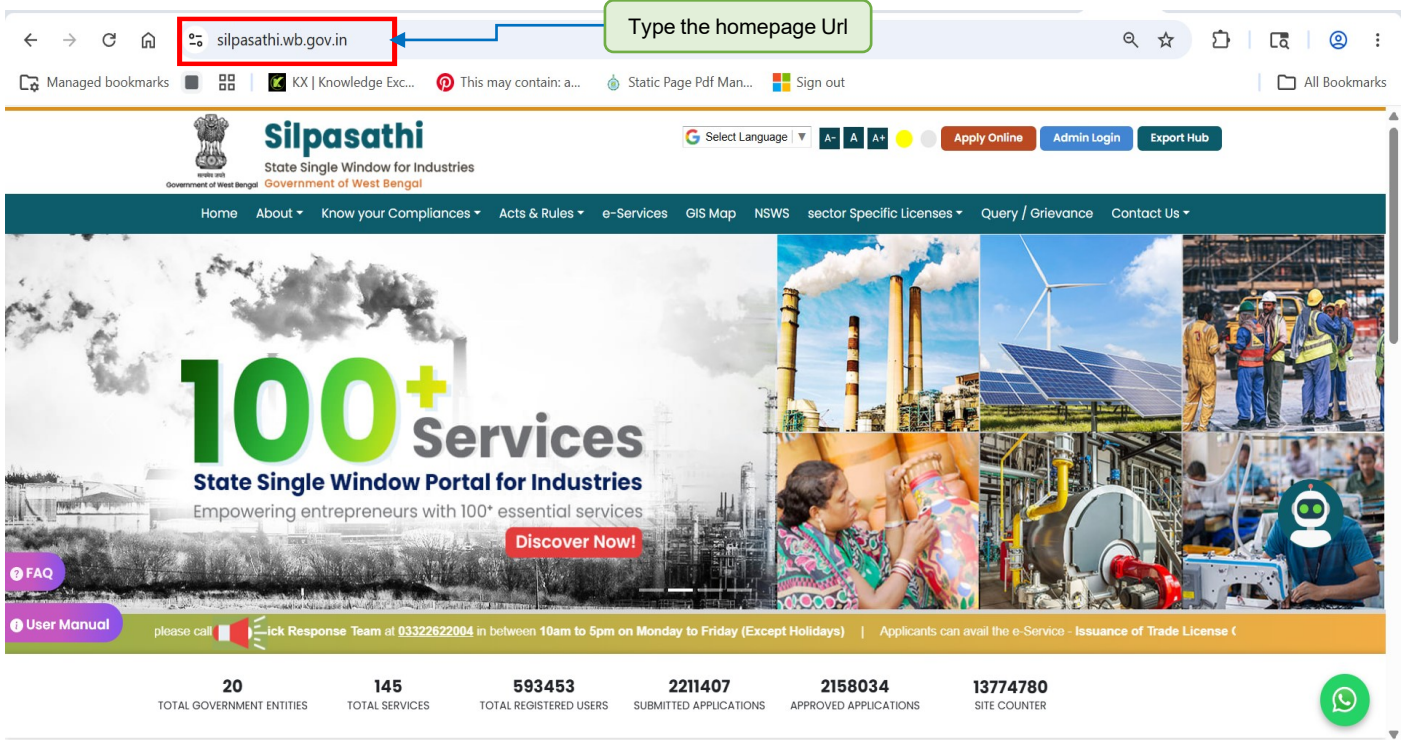 Type the homepage Url
silpasathi.wb.gov.in
Managed bookmarks
KX | Knowledge Exc...
This may contain: a...
Static Page Pdf Man...
Sign out
All Bookmarks
Silpasathi
State Single Window for Industries
Government of West Bengal
Government of West Bengal
G Select Language ▼
A- A A+
Apply Online
Admin Login
Export Hub
Home About Know your Compliances Acts & Rules e-Services GIS Map NSWS sector Specific Licenses Query / Grievance Contact Us
100+
Services
State Single Window Portal for Industries
Empowering entrepreneurs with 100+ essential services
Discover Now!
FAQ
User Manual
please call ick Response Team at 03322622004 in between 10am to 5pm on Monday to Friday (Except Holidays) | Applicants can avail the e-Service - Issuance of Trade License (
20 145 593453 2211407 2158034 13774780
TOTAL GOVERNMENT ENTITIES TOTAL SERVICES TOTAL REGISTERED USERS SUBMITTED APPLICATIONS APPROVED APPLICATIONS SITE COUNTER